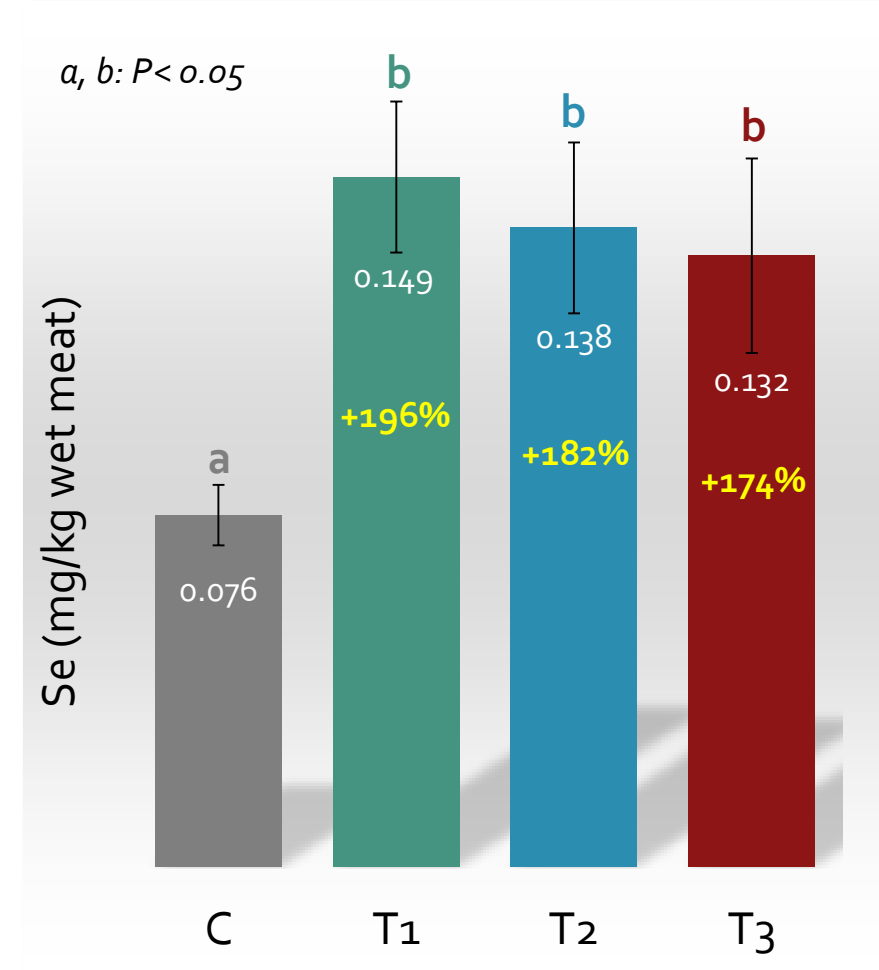 a, b: P< 0.05
b
b
b
0.149
0.138
0.132
+196%
+182%
+174%
a
0.076
Se (mg/kg wet meat)
C
T1
T2
T3